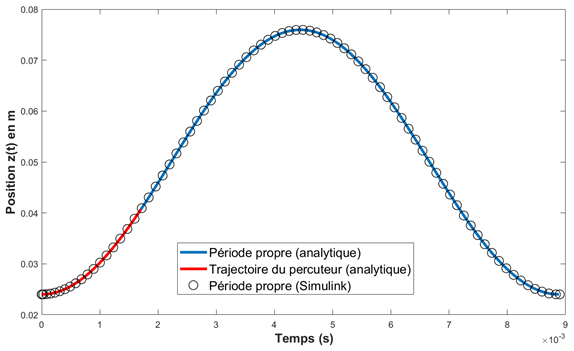 0.08
0.07
0.06
0.05
0.04
0.03
0.02
Position z(t) en m
Période propre (analytique)
Trajectoire du percuteur (analytique)
Période propre (Simulink)
0 1 2 3 4 5 6 7 8 9
Temps (s)
×10⁻³